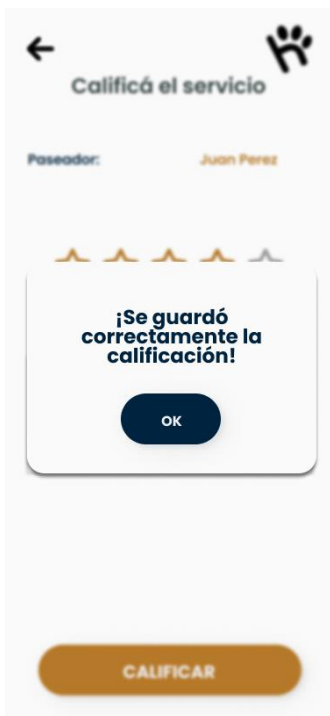 Calificá el servicio
Paseador: Juan Perez
¡Se guardó
correctamente la
calificación!
OK
CALIFICAR